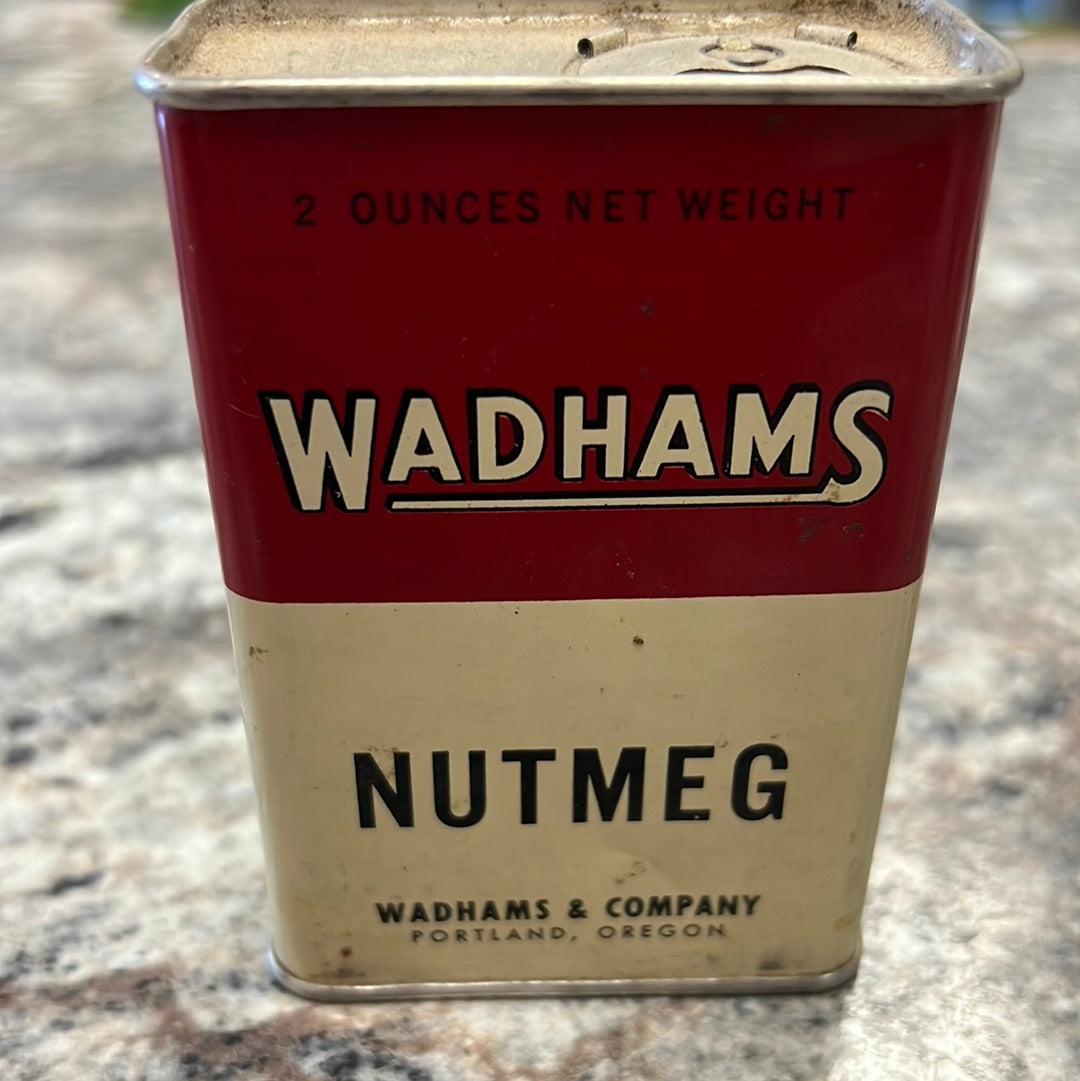 2 OUNCES NET WEIGHT
WADHAMS
NUTMEG
WADHAMS & COMPANY
PORTLAND, OREGON